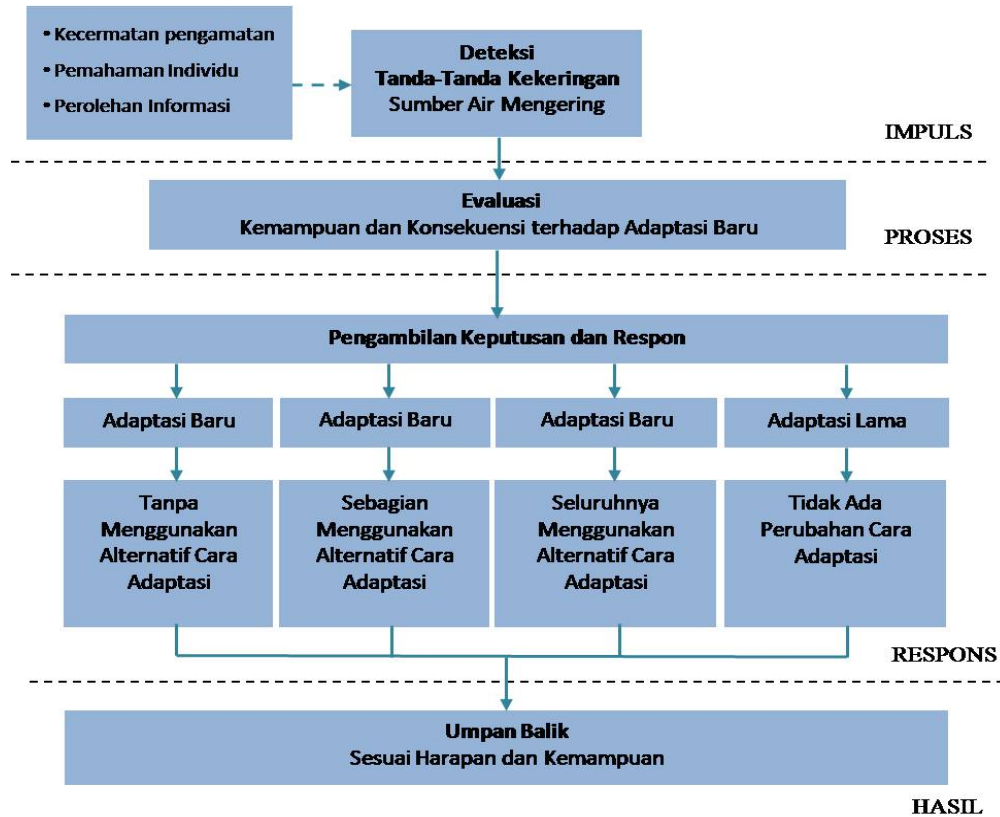 • Kecermatan pengamatan
• Pemahaman Individu
• Perolehan Informasi
Deteksi
Tanda-Tanda Kekeringan
Sumber Air Mengering
IMPULS
Evaluasi
Kemampuan dan Konsekuensi terhadap Adaptasi Baru
PROSES
Pengambilan Keputusan dan Respon
Adaptasi Baru
Adaptasi Baru
Adaptasi Baru
Adaptasi Lama
Tanpa
Menggunakan
Alternatif Cara
Adaptasi
Sebagian
Menggunakan
Alternatif Cara
Adaptasi
Seluruhnya
Menggunakan
Alternatif Cara
Adaptasi
Tidak Ada
Perubahan Cara
Adaptasi
RESPONS
Umpan Balik
Sesuai Harapan dan Kemampuan
HASIL